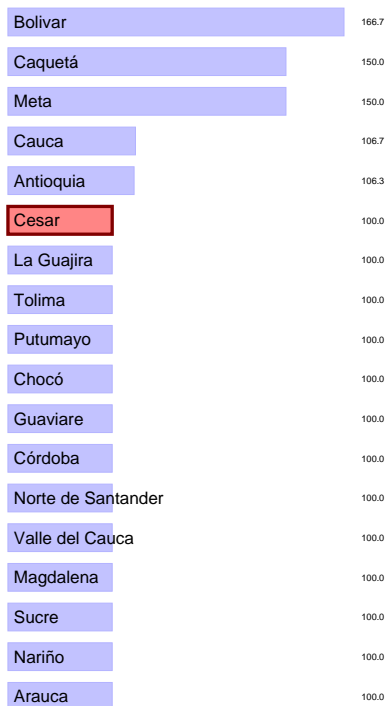 Bolivar 166.7
Caquetá 150.0
Meta 150.0
Cauca 106.7
Antioquia 106.3
Cesar 100.0
La Guajira 100.0
Tolima 100.0
Putumayo 100.0
Chocó 100.0
Guaviare 100.0
Córdoba 100.0
Norte de Santander 100.0
Valle del Cauca 100.0
Magdalena 100.0
Sucre 100.0
Nariño 100.0
Arauca 100.0